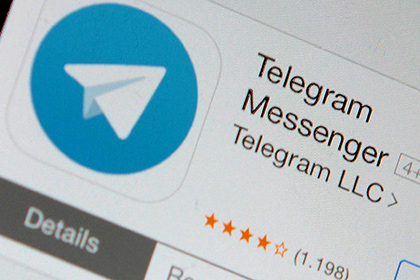 Telegram
Messenger
4+
Telegram LLC >
★★★★☆ (1.198)
Details